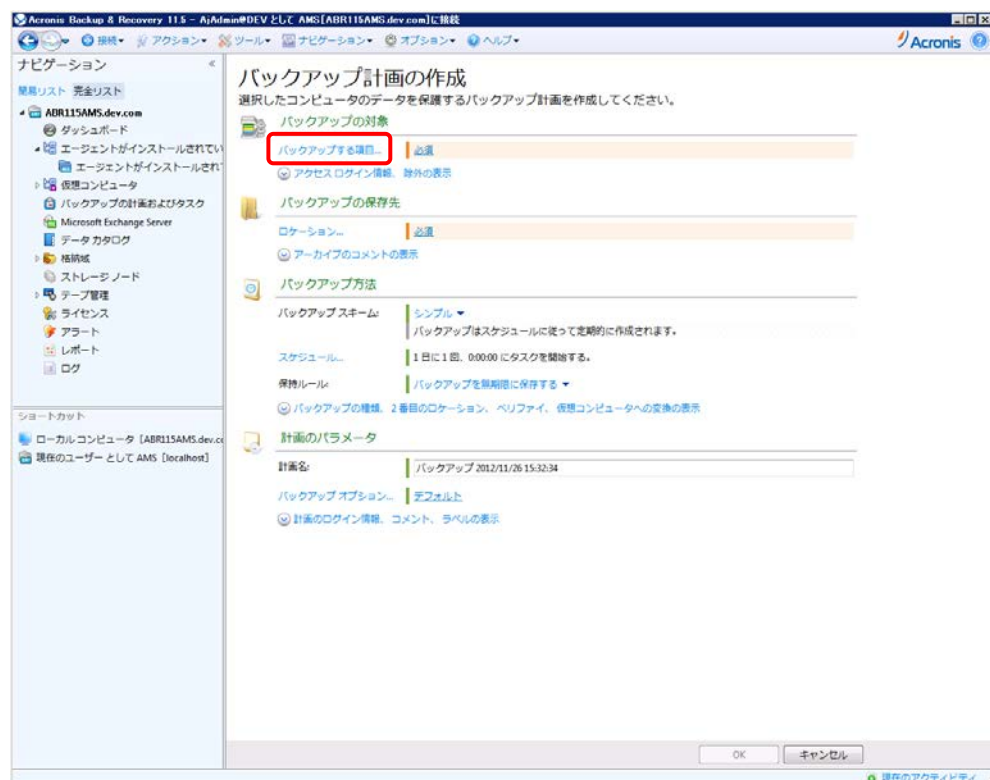 Acronis Backup & Recovery 11.5 - AjAdmin@DEV として AMS[ABR115AMS.dev.com]に接続
接続 アクション ツール ナビゲーション オプション ヘルプ
Acronis
ナビゲーション
簡易リスト 完全リスト
ABR115AMS.dev.com
ダッシュボード
エージェントがインストールされてい
エージェントがインストールされ
仮想コンピュータ
バックアップの計画およびタスク
Microsoft Exchange Server
データ カタログ
格納域
ストレージ ノード
テープ管理
ライセンス
アラート
レポート
ログ
ショートカット
ローカル コンピュータ [ABR115AMS.dev.co
現在のユーザー として AMS [localhost]
バックアップ計画の作成
選択したコンピュータのデータを保護するバックアップ計画を作成してください。
バックアップの対象
バックアップする項目... 必須
アクセス ログイン情報、除外の表示
バックアップの保存先
ロケーション... 必須
アーカイブのコメントの表示
バックアップ方法
バックアップ スキーム: シンプル
バックアップはスケジュールに従って定期的に作成されます。
スケジュール... 1 日に 1 回、0:00:00 にタスクを開始する。
保持ルール: バックアップを無期限に保存する
バックアップの種類、2 番目のロケーション、ベリファイ、仮想コンピュータへの変換の表示
計画のパラメータ
計画名: バックアップ 2012/11/26 15:32:34
バックアップ オプション... デフォルト
計画のログイン情報、コメント、ラベルの表示
OK キャンセル
現在のアクティビティ